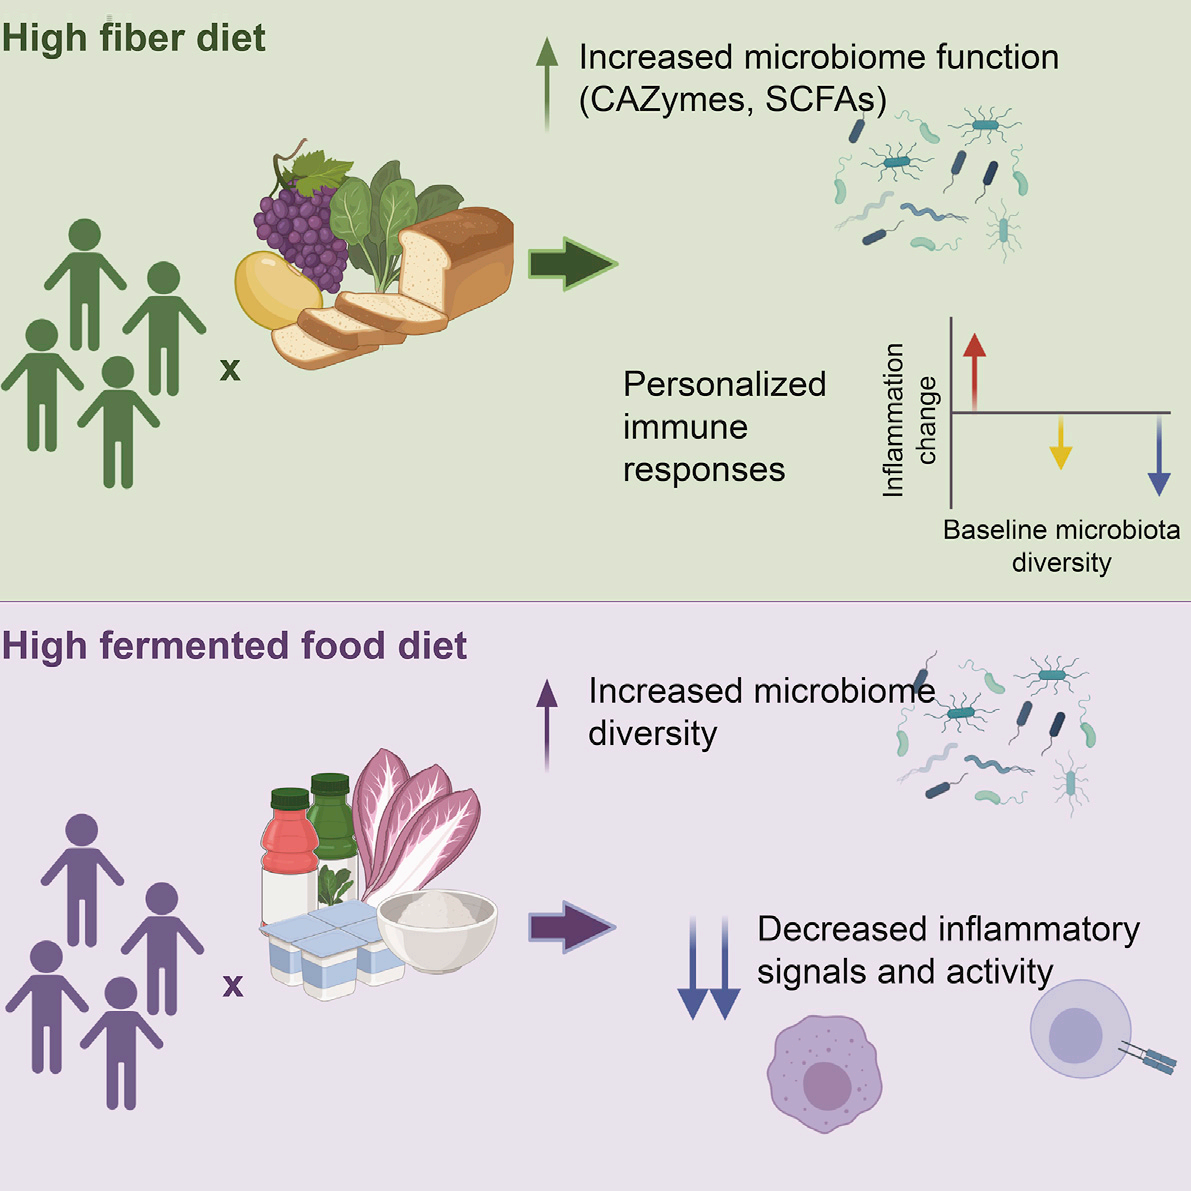 High fiber diet
Increased microbiome function
(CAZymes, SCFAs)
x
Personalized
immune
responses
Inflammation
change
Baseline microbiota
diversity
High fermented food diet
Increased microbiome
diversity
x
Decreased inflammatory
signals and activity